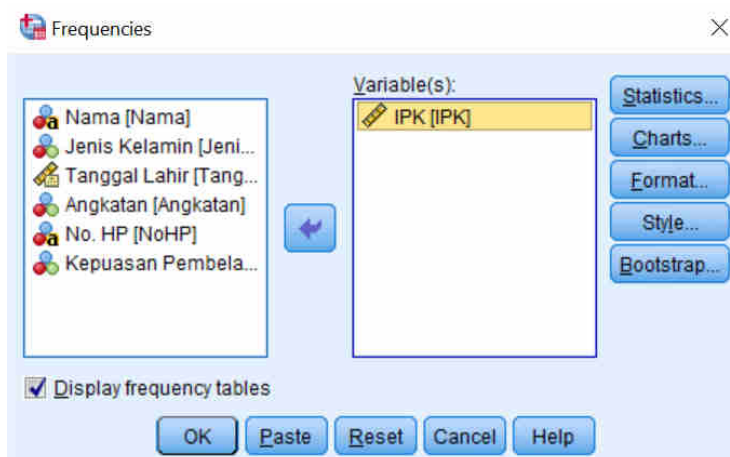 Frequencies
Variable(s):
Nama [Nama]
Jenis Kelamin [Jeni...
Tanggal Lahir [Tang...
Angkatan [Angkatan]
No. HP [NoHP]
Kepuasan Pembela...
IPK [IPK]
Statistics...
Charts...
Format...
Style...
Bootstrap...
Display frequency tables
OK Paste Reset Cancel Help